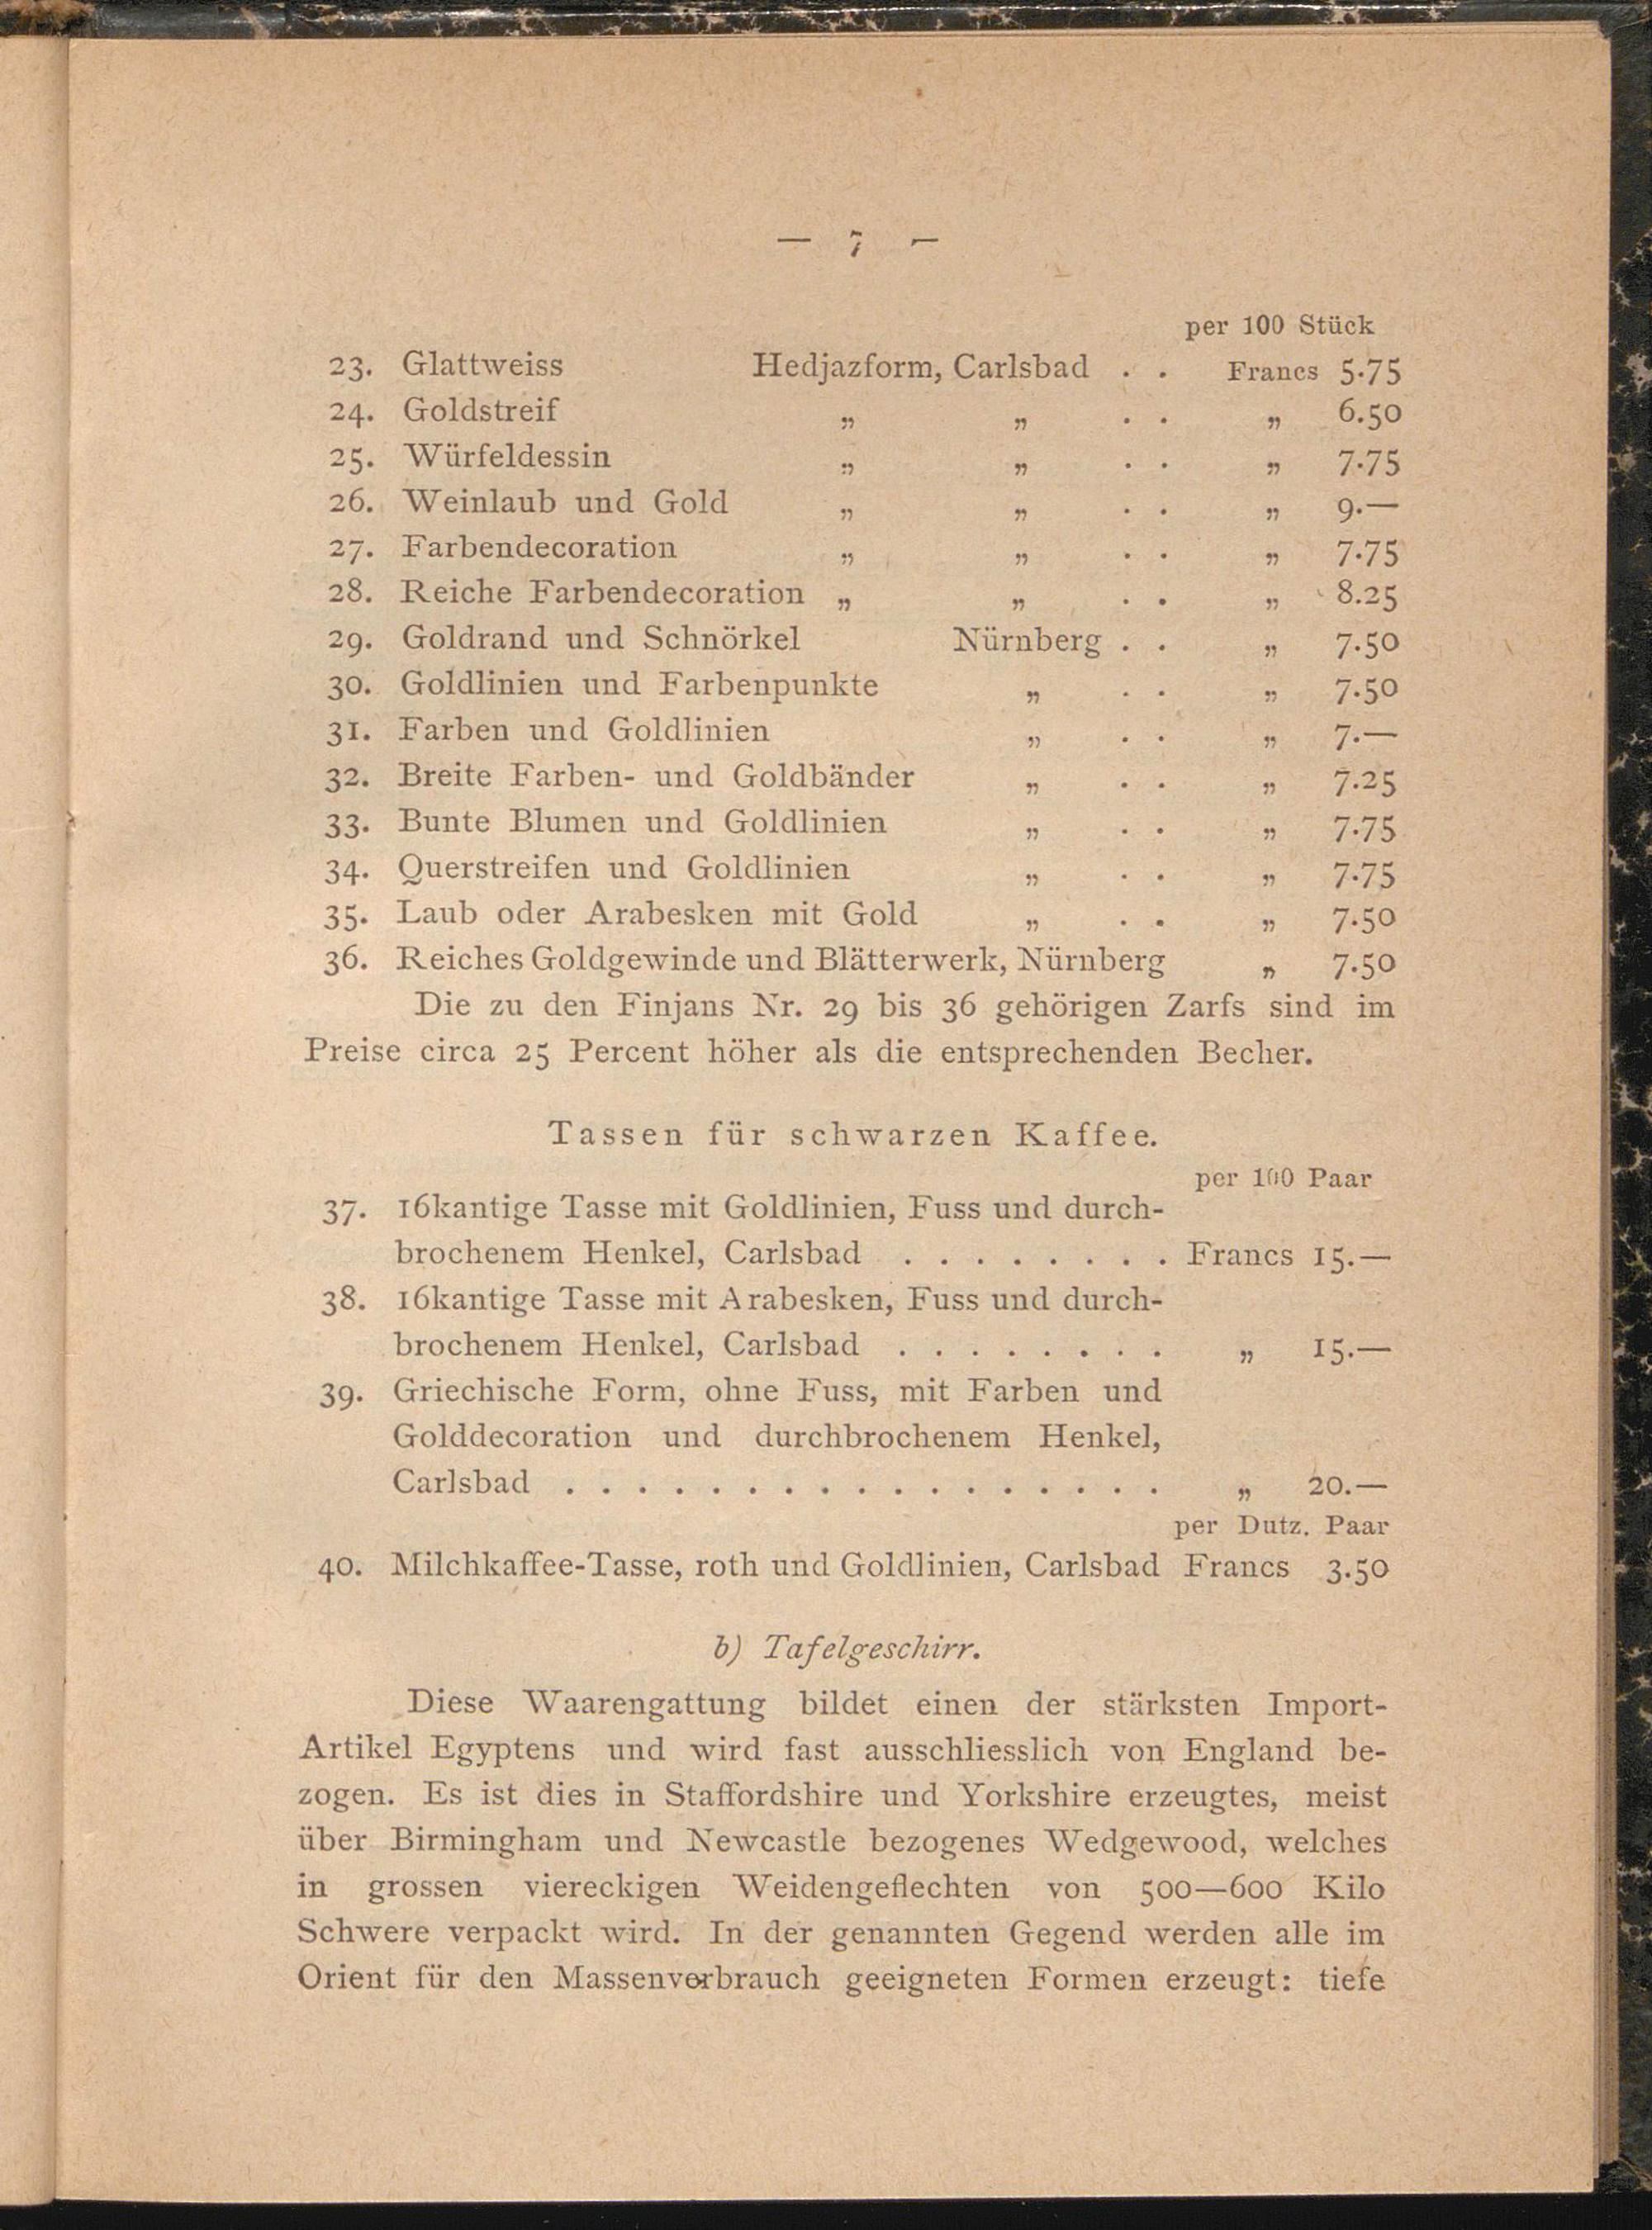 — 7 —
per 100 Stück
23. Glattweiss Hedjazform, Carlsbad . . Francs 5.75
24. Goldstreif „ „ . . „ 6.50
25. Würfeldessin „ „ . . „ 7.75
26. Weinlaub und Gold „ „ . . „ 9.—
27. Farbendecoration „ „ . . „ 7.75
28. Reiche Farbendecoration „ „ . . „ 8.25
29. Goldrand und Schnörkel Nürnberg . . „ 7.50
30. Goldlinien und Farbenpunkte „ . . „ 7.50
31. Farben und Goldlinien „ . . „ 7.—
32. Breite Farben- und Goldbänder „ . . „ 7.25
33. Bunte Blumen und Goldlinien „ . . „ 7.75
34. Querstreifen und Goldlinien „ . . „ 7.75
35. Laub oder Arabesken mit Gold „ . . „ 7.50
36. Reiches Goldgewinde und Blätterwerk, Nürnberg „ 7.50
Die zu den Finjans Nr. 29 bis 36 gehörigen Zarfs sind im
Preise circa 25 Percent höher als die entsprechenden Becher.
Tassen für schwarzen Kaffee.
per 100 Paar
37. 16kantige Tasse mit Goldlinien, Fuss und durch-
brochenem Henkel, Carlsbad . . . . . . . . Francs 15.—
38. 16kantige Tasse mit Arabesken, Fuss und durch-
brochenem Henkel, Carlsbad . . . . . . . . „ 15.—
39. Griechische Form, ohne Fuss, mit Farben und
Golddecoration und durchbrochenem Henkel,
Carlsbad . . . . . . . . . . . . . . . . . „ 20.—
per Dutz. Paar
40. Milchkaffee-Tasse, roth und Goldlinien, Carlsbad Francs 3.50
b) Tafelgeschirr.
Diese Waarengattung bildet einen der stärksten Import-
Artikel Egyptens und wird fast ausschliesslich von England be-
zogen. Es ist dies in Staffordshire und Yorkshire erzeugtes, meist
über Birmingham und Newcastle bezogenes Wedgewood, welches
in grossen viereckigen Weidengeflechten von 500—600 Kilo
Schwere verpackt wird. In der genannten Gegend werden alle im
Orient für den Massenverbrauch geeigneten Formen erzeugt: tiefe